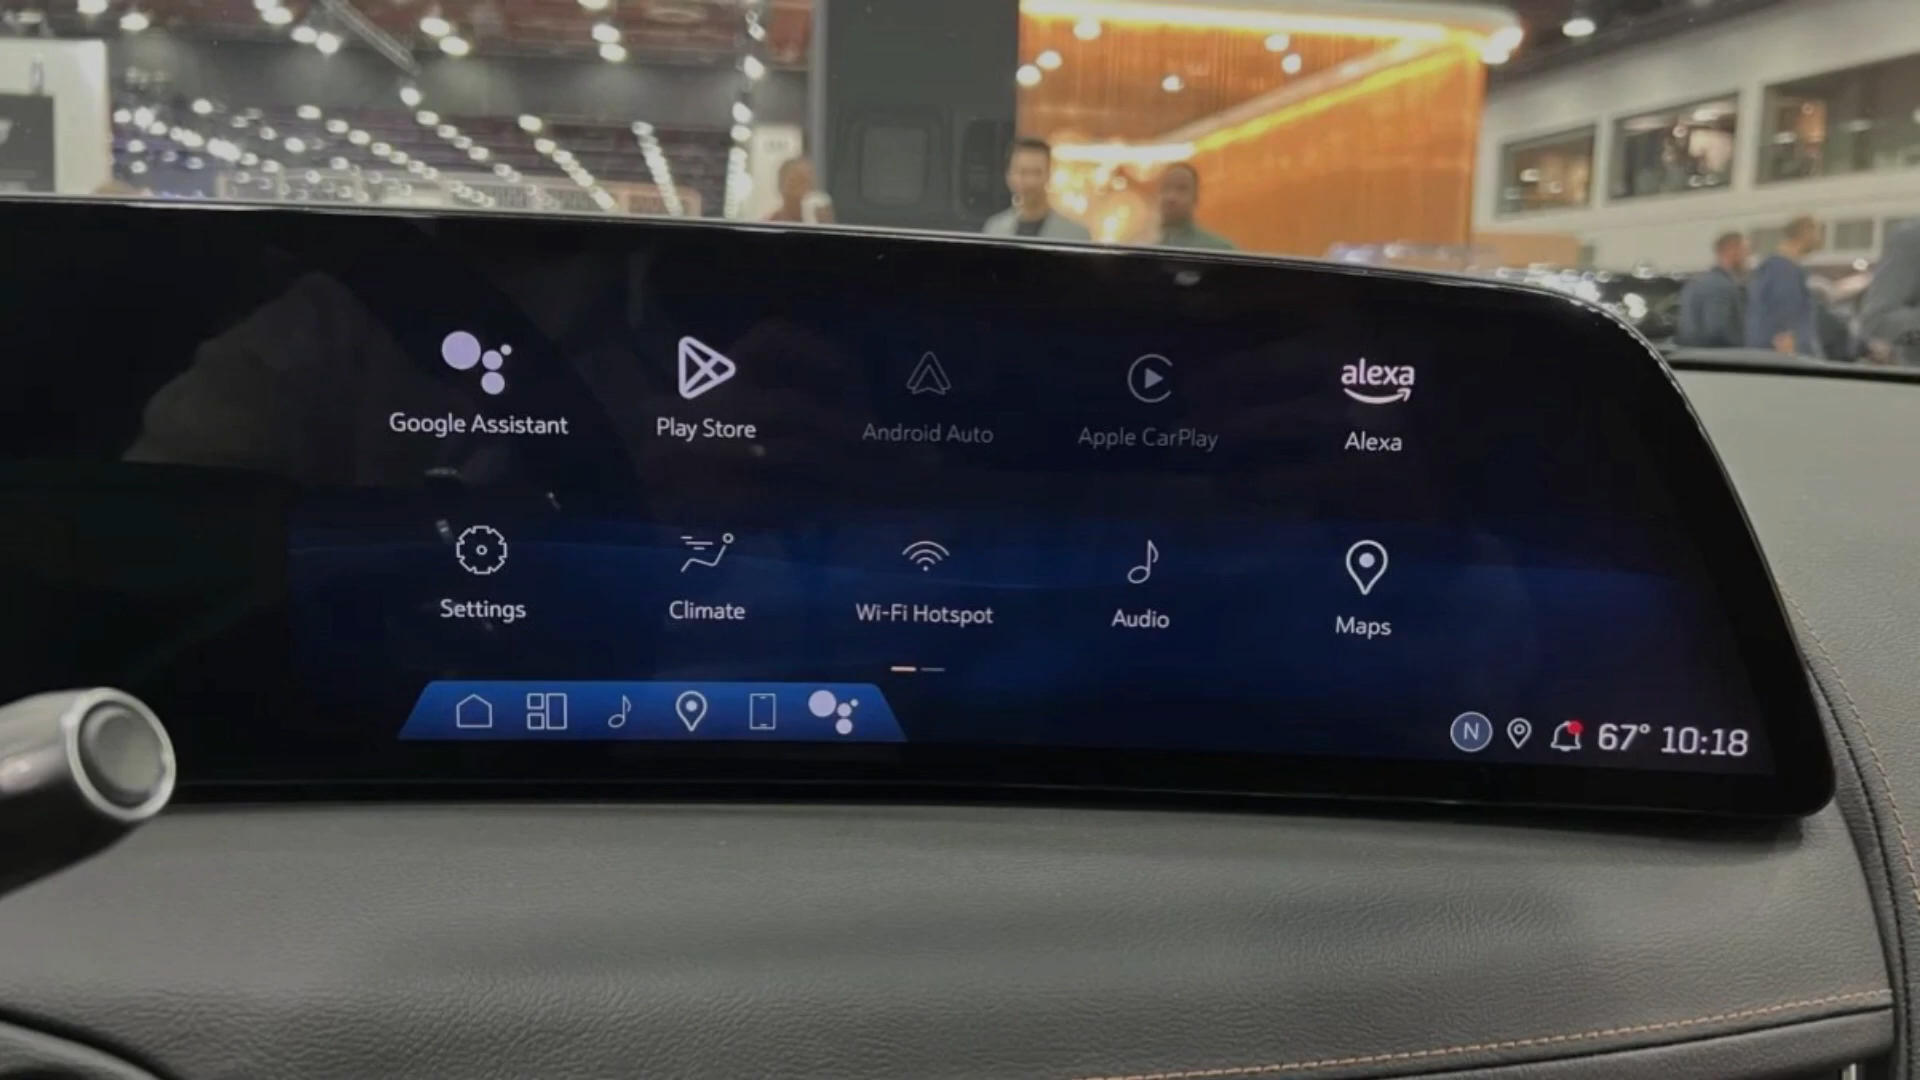 Google Assistant
Play Store
Android Auto
Apple CarPlay
alexa
Alexa
Settings
Climate
Wi-Fi Hotspot
Audio
Maps
N 67° 10:18